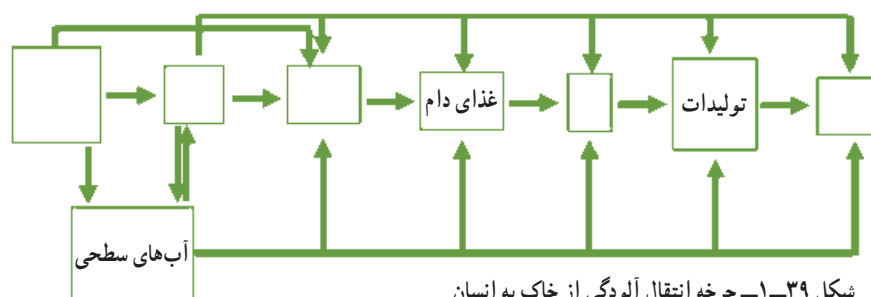 غذای دام
تولیدات
آب‌های سطحی
شکل ۳۹ــ۱ــ چرخه انتقال آلودگی از خاک به انسان